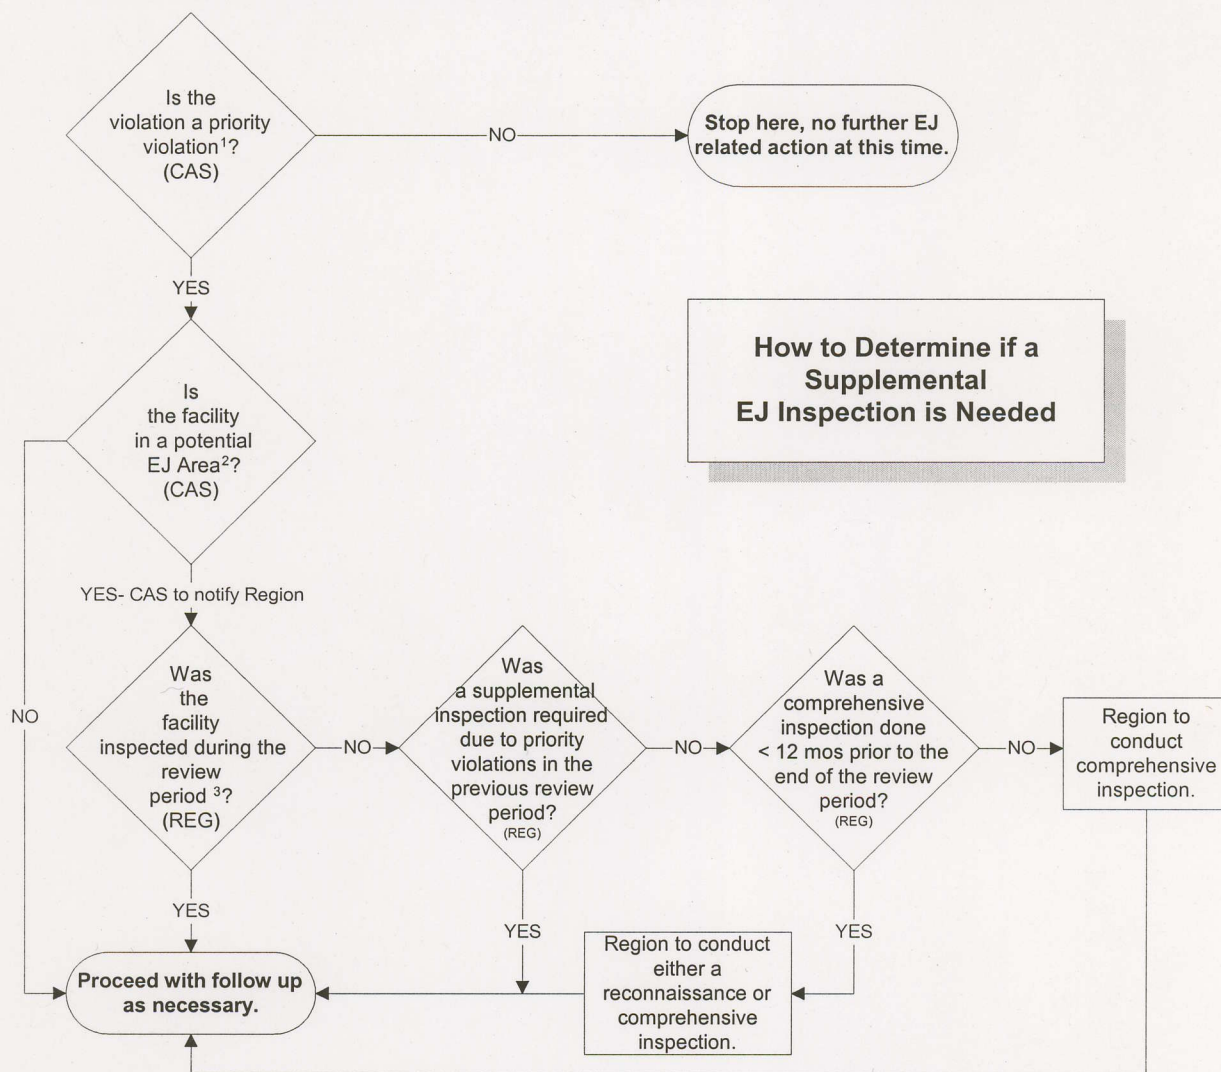 Is the
violation a priority
violation¹?
(CAS)
NO
Stop here, no further EJ
related action at this time.
YES
How to Determine if a
Supplemental
EJ Inspection is Needed
Is
the facility
in a potential
EJ Area²?
(CAS)
YES- CAS to notify Region
NO
Was
the
facility
inspected during the
review
period ³?
(REG)
NO
Was
a supplemental
inspection required
due to priority
violations in the
previous review
period?
(REG)
NO
Was a
comprehensive
inspection done
< 12 mos prior to the
end of the review
period?
(REG)
NO
Region to
conduct
comprehensive
inspection.
YES
YES
YES
Region to conduct
either a
reconnaissance or
comprehensive
inspection.
Proceed with follow up
as necessary.